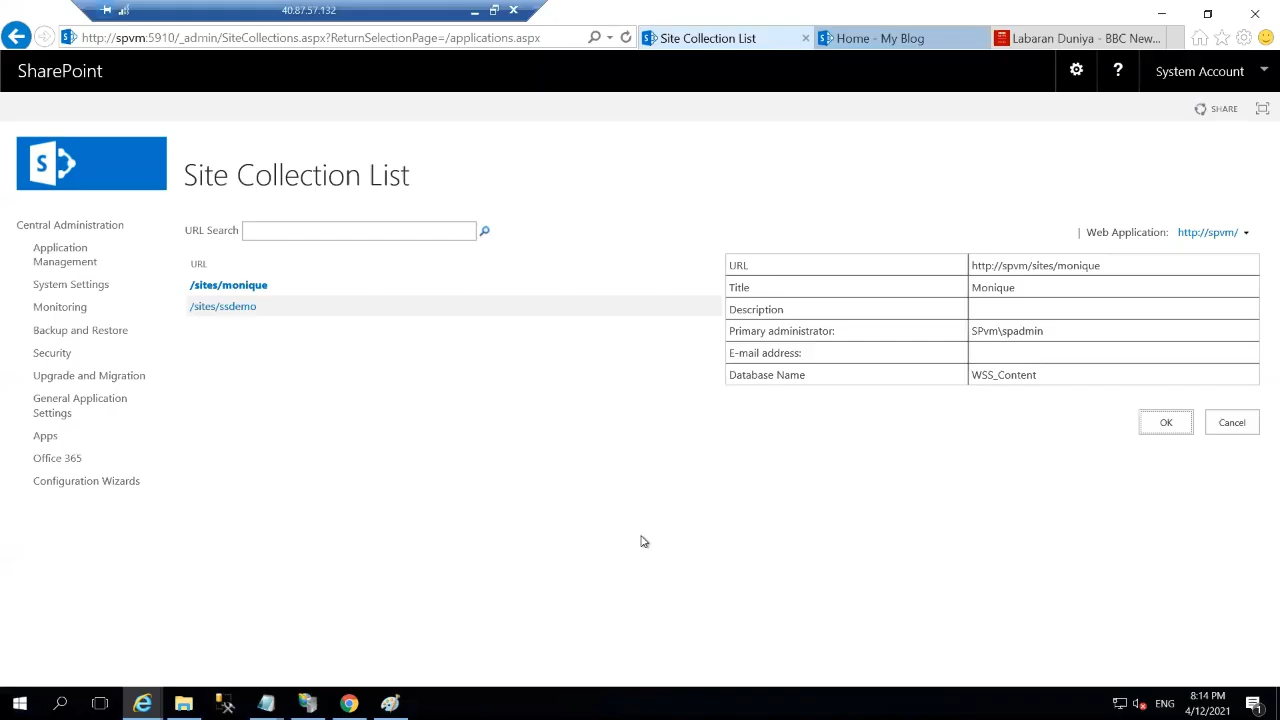 40.87.57.132
http://spvm:5910/_admin/SiteCollections.aspx?ReturnSelectionPage=/applications.aspx
Site Collection List
Home - My Blog
Labaran Duniya - BBC New...
SharePoint
?
System Account
SHARE
S
Site Collection List
Central Administration
Application
Management
System Settings
Monitoring
Backup and Restore
Security
Upgrade and Migration
General Application
Settings
Apps
Office 365
Configuration Wizards
URL Search
| Web Application: http://spvm/
URL
/sites/monique
/sites/ssdemo
URL http://spvm/sites/monique
Title Monique
Description
Primary administrator: SPvm\spadmin
E-mail address:
Database Name WSS_Content
OK Cancel
ENG
8:14 PM
4/12/2021
1